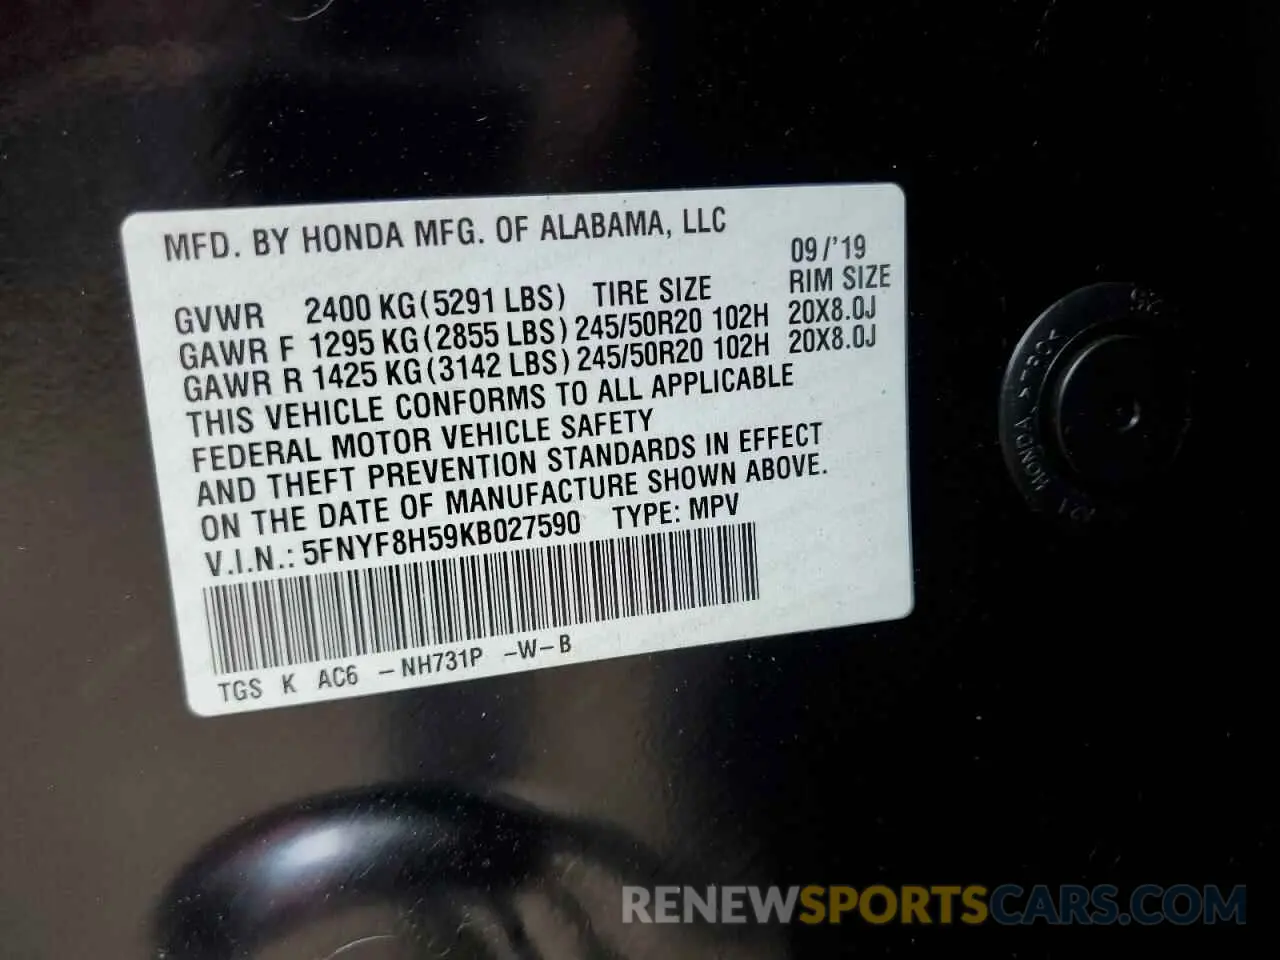 MFD. BY HONDA MFG. OF ALABAMA, LLC
09/'19
GVWR 2400 KG (5291 LBS) TIRE SIZE RIM SIZE
GAWR F 1295 KG (2855 LBS) 245/50R20 102H 20X8.0J
GAWR R 1425 KG (3142 LBS) 245/50R20 102H 20X8.0J
THIS VEHICLE CONFORMS TO ALL APPLICABLE
FEDERAL MOTOR VEHICLE SAFETY
AND THEFT PREVENTION STANDARDS IN EFFECT
ON THE DATE OF MANUFACTURE SHOWN ABOVE.
V.I.N.: 5FNYF8H59KB027590 TYPE: MPV
TGS K AC6 -NH731P -W-B
HONDA
RENEWSPORTSCARS.COM